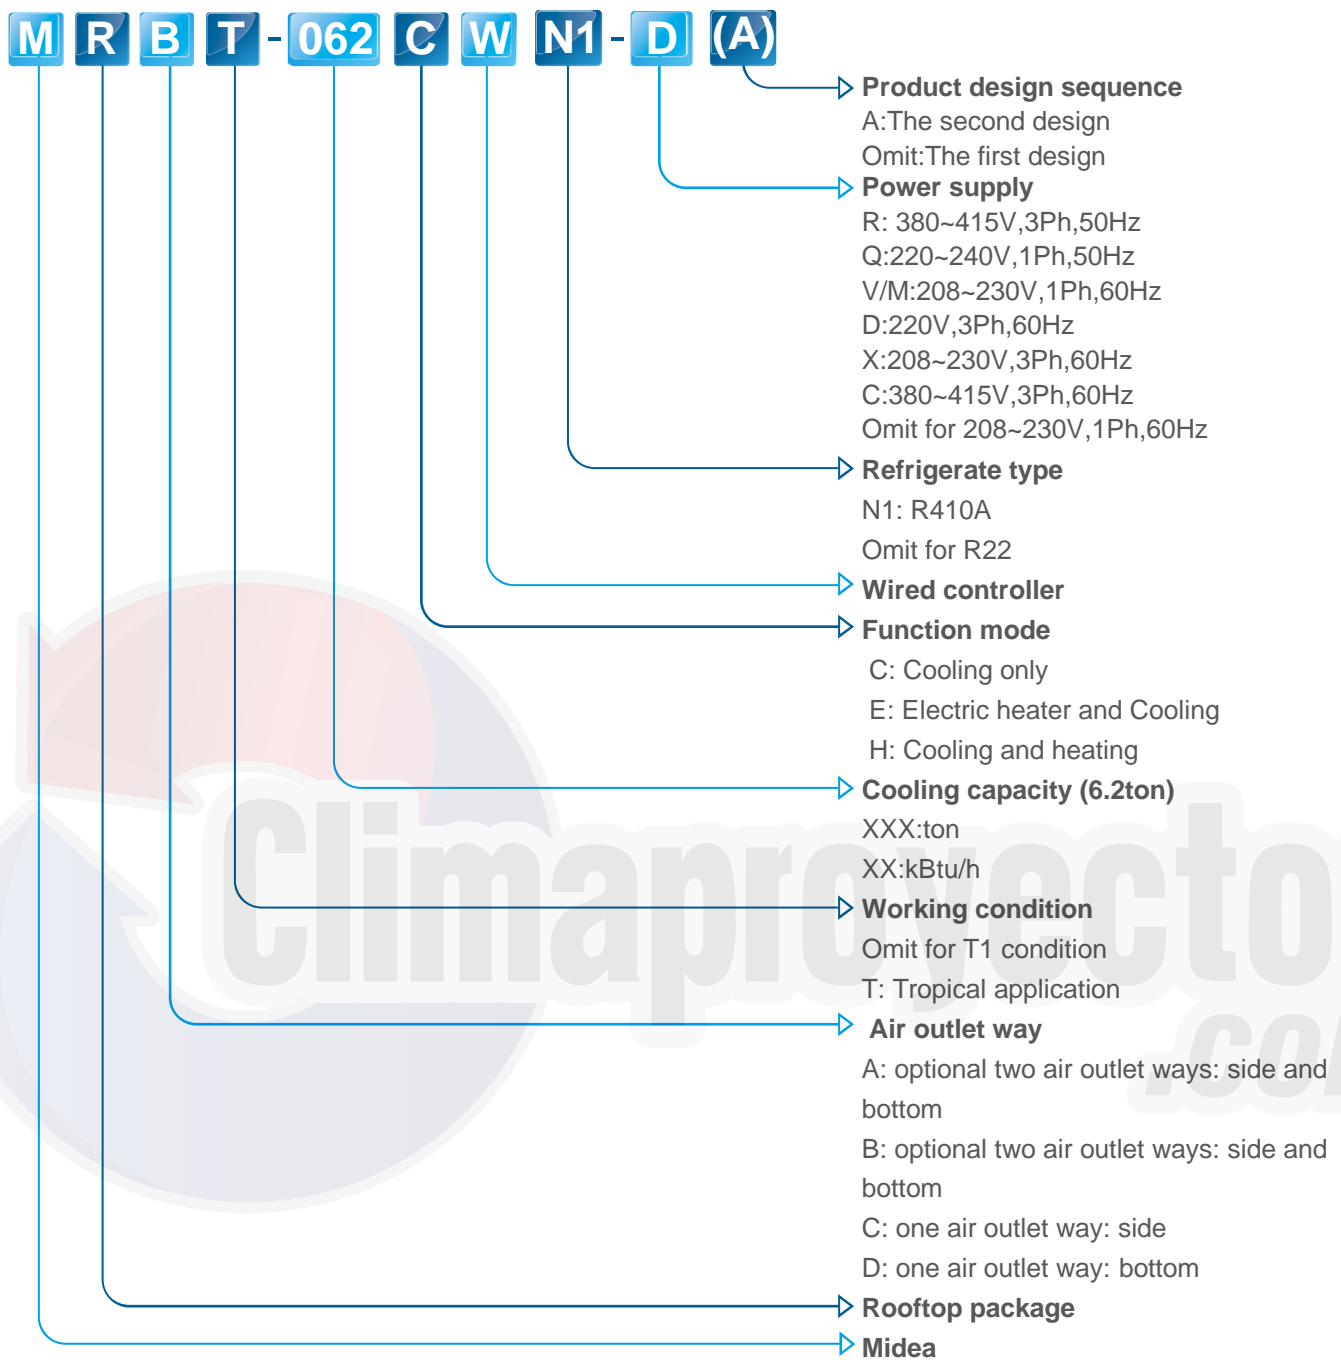 M R B T - 062 C W N1 - D (A)
Product design sequence
A:The second design
Omit:The first design
Power supply
R: 380~415V,3Ph,50Hz
Q:220~240V,1Ph,50Hz
V/M:208~230V,1Ph,60Hz
D:220V,3Ph,60Hz
X:208~230V,3Ph,60Hz
C:380~415V,3Ph,60Hz
Omit for 208~230V,1Ph,60Hz
Refrigerate type
N1: R410A
Omit for R22
Wired controller
Function mode
C: Cooling only
E: Electric heater and Cooling
H: Cooling and heating
Cooling capacity (6.2ton)
XXX:ton
XX:kBtu/h
Working condition
Omit for T1 condition
T: Tropical application
Air outlet way
A: optional two air outlet ways: side and
bottom
B: optional two air outlet ways: side and
bottom
C: one air outlet way: side
D: one air outlet way: bottom
Rooftop package
Midea
Climaproyecto
.co